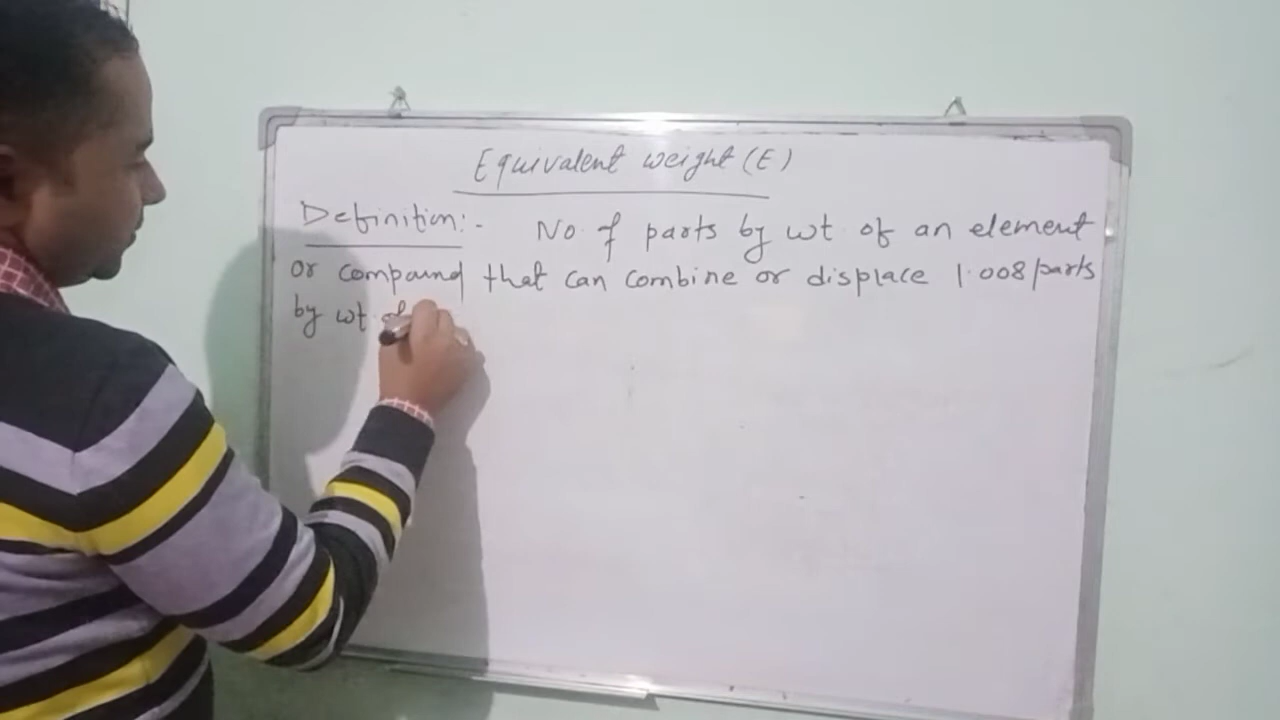 Equivalent weight (E)
Definition:- No. of parts by wt. of an element
or compound that can combine or displace 1.008 parts
by wt